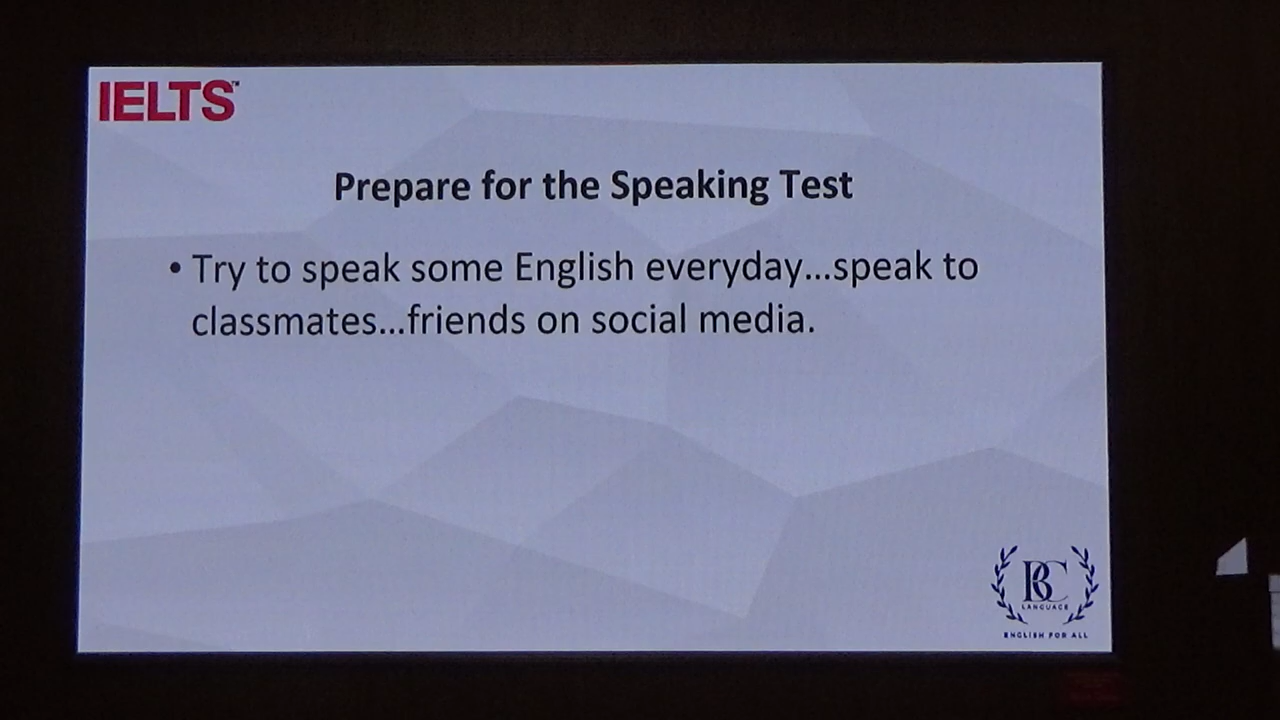 IELTS™
Prepare for the Speaking Test
• Try to speak some English everyday...speak to
classmates...friends on social media.
BC
LANGUAGE
ENGLISH FOR ALL